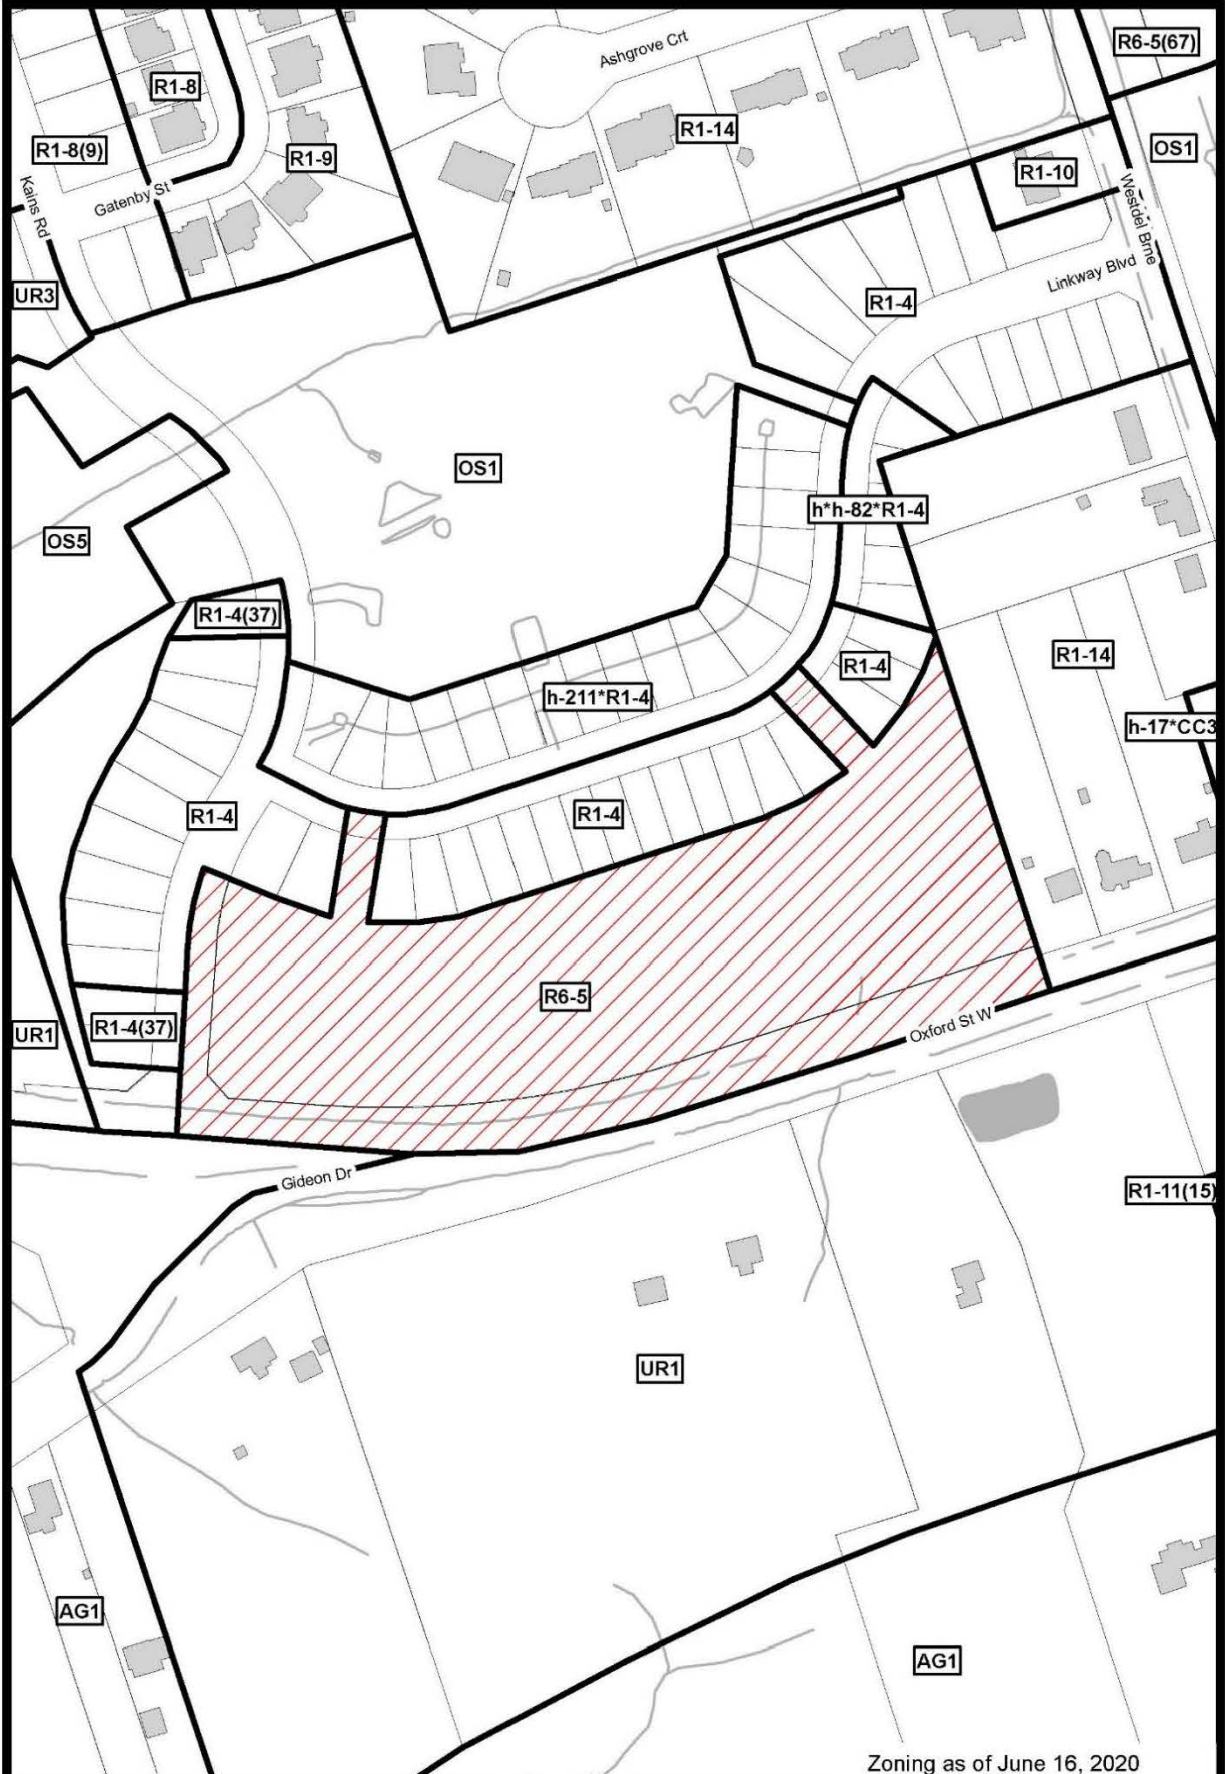 Ashgrove Crt
R6-5(67)
R1-8
R1-14
R1-8(9)
R1-9
OS1
R1-10
Kains Rd
Gatenby St
Westdel Brne
Linkway Blvd
UR3
R1-4
OS1
h*h-82*R1-4
OS5
R1-4(37)
R1-14
R1-4
h-211*R1-4
h-17*CC3
R1-4
R1-4
R6-5
UR1
R1-4(37)
Oxford St W
Gideon Dr
R1-11(15)
UR1
AG1
AG1
Zoning as of June 16, 2020